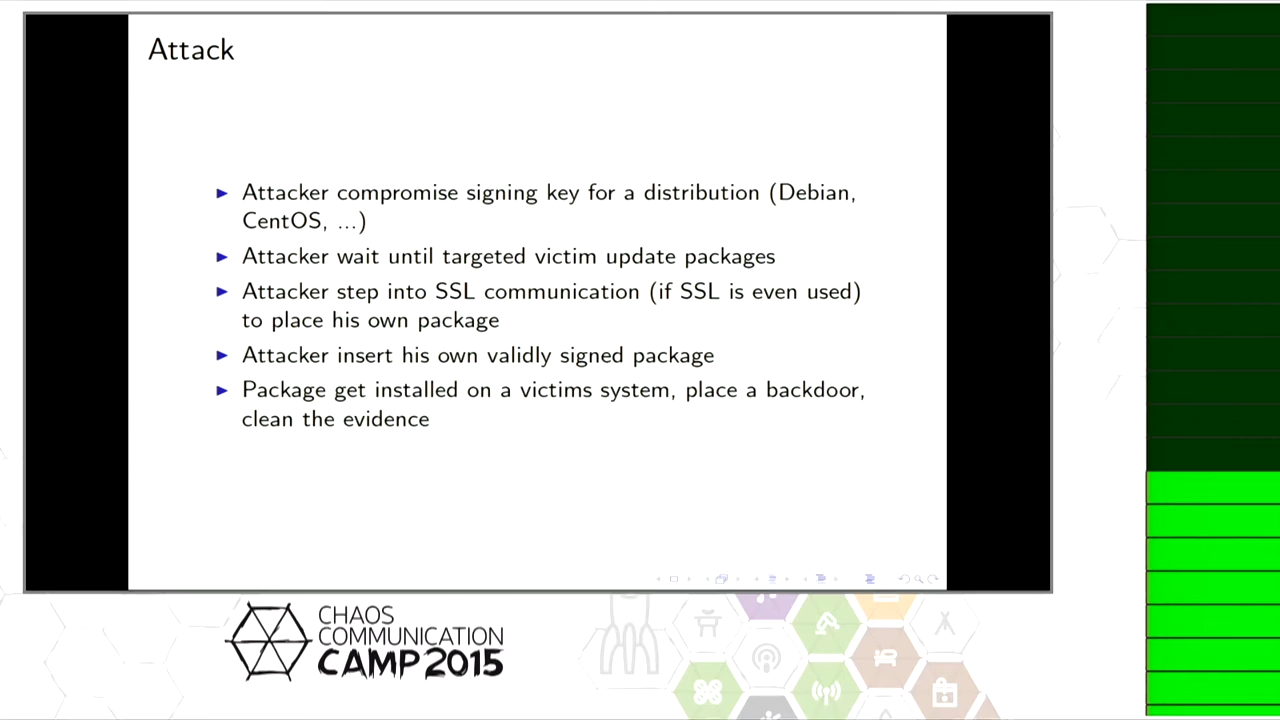 Attack
Attacker compromise signing key for a distribution (Debian,
CentOS, ...)
Attacker wait until targeted victim update packages
Attacker step into SSL communication (if SSL is even used)
to place his own package
Attacker insert his own validly signed package
Package get installed on a victims system, place a backdoor,
clean the evidence
CHAOS
COMMUNICATION
CAMP 2015